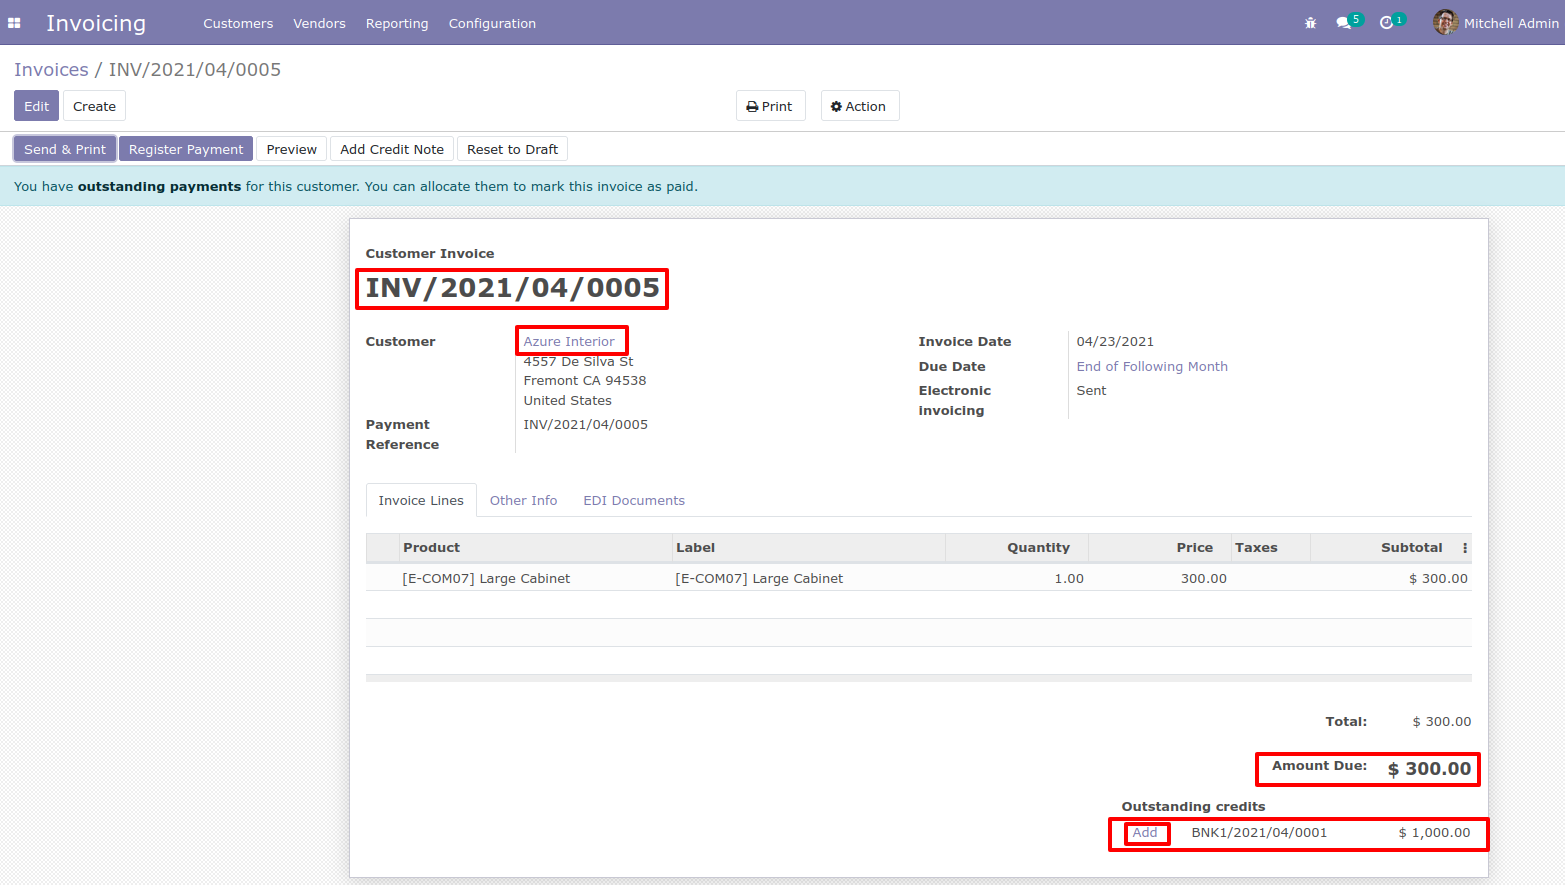 Invoicing Customers Vendors Reporting Configuration 5 1 Mitchell Admin
Invoices / INV/2021/04/0005
Edit Create Print Action
Send & Print Register Payment Preview Add Credit Note Reset to Draft
You have outstanding payments for this customer. You can allocate them to mark this invoice as paid.
Customer Invoice
INV/2021/04/0005
Customer Azure Interior
4557 De Silva St
Fremont CA 94538
United States
Payment Reference INV/2021/04/0005
Invoice Date 04/23/2021
Due Date End of Following Month
Electronic invoicing Sent
Invoice Lines Other Info EDI Documents
Product Label Quantity Price Taxes Subtotal
[E-COM07] Large Cabinet [E-COM07] Large Cabinet 1.00 300.00 $ 300.00
Total: $ 300.00
Amount Due: $ 300.00
Outstanding credits
Add BNK1/2021/04/0001 $ 1,000.00